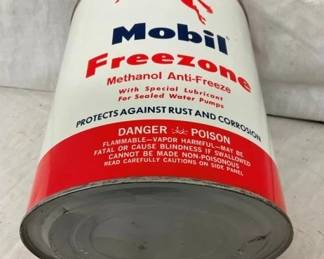 Mobil
Freezone
Methanol Anti-Freeze
With Special Lubricant
For Sealed Water Pumps
PROTECTS AGAINST RUST AND CORROSION
DANGER POISON
FLAMMABLE-VAPOR HARMFUL-MAY BE
FATAL OR CAUSE BLINDNESS IF SWALLOWED
CANNOT BE MADE NON-POISONOUS
READ CAREFULLY CAUTIONS ON SIDE PANEL